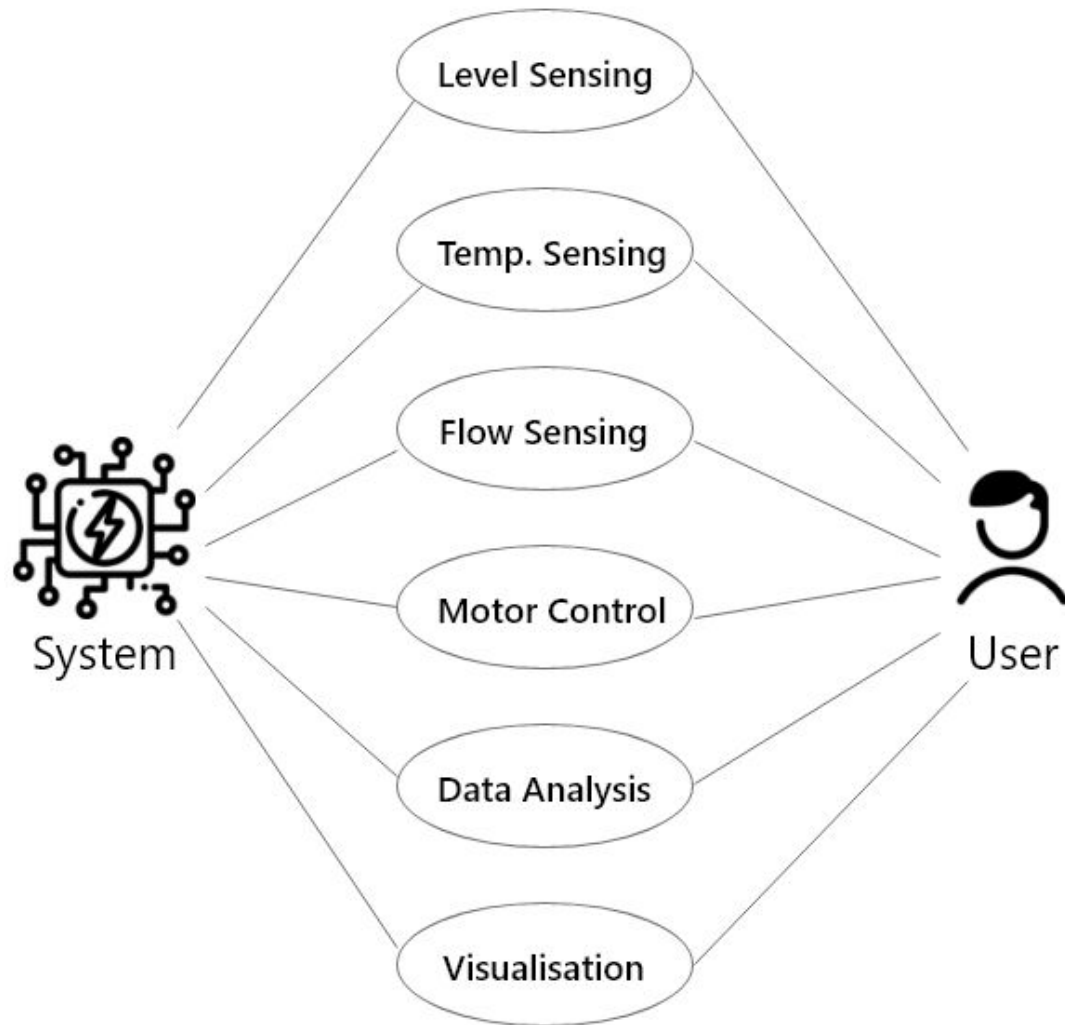 Level Sensing
Temp. Sensing
Flow Sensing
Motor Control
System
User
Data Analysis
Visualisation